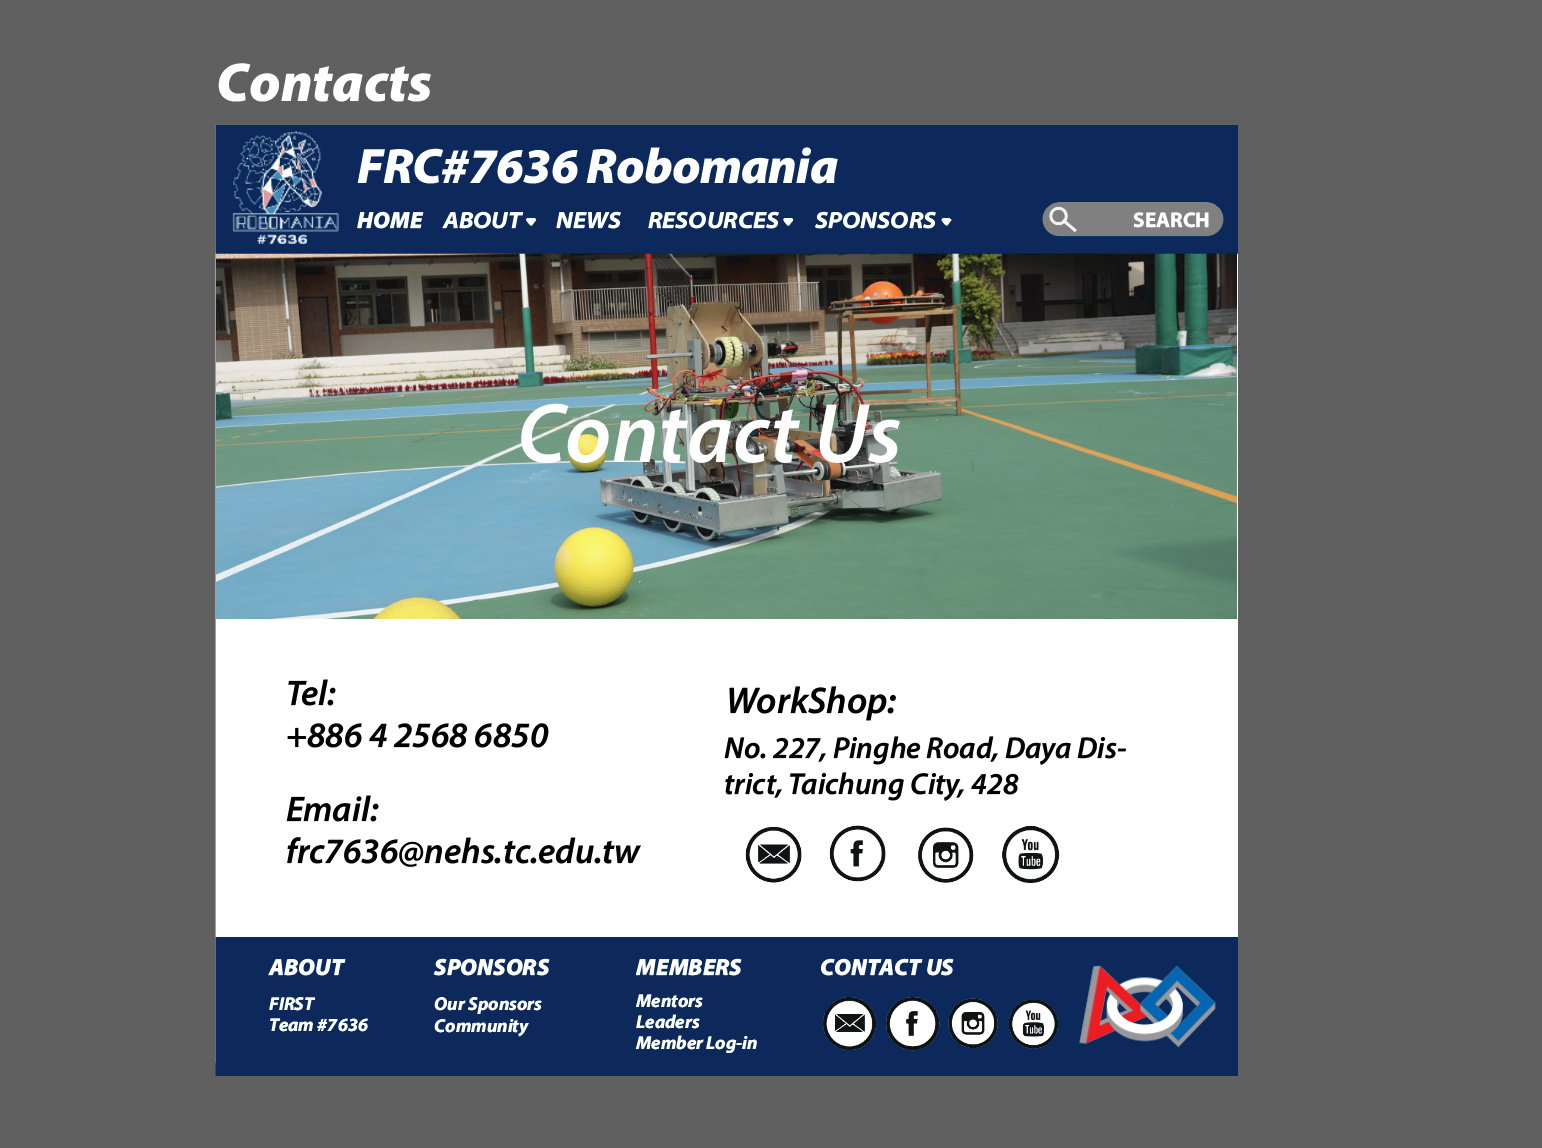 Contacts
FRC#7636 Robomania
ROBOMANIA
#7636
HOME ABOUT NEWS RESOURCES SPONSORS
SEARCH
Contact Us
Tel:
+886 4 2568 6850
Email:
frc7636@nehs.tc.edu.tw
WorkShop:
No. 227, Pinghe Road, Daya Dis-
trict, Taichung City, 428
You
Tube
ABOUT
FIRST
Team #7636
SPONSORS
Our Sponsors
Community
MEMBERS
Mentors
Leaders
Member Log-in
CONTACT US
You
Tube